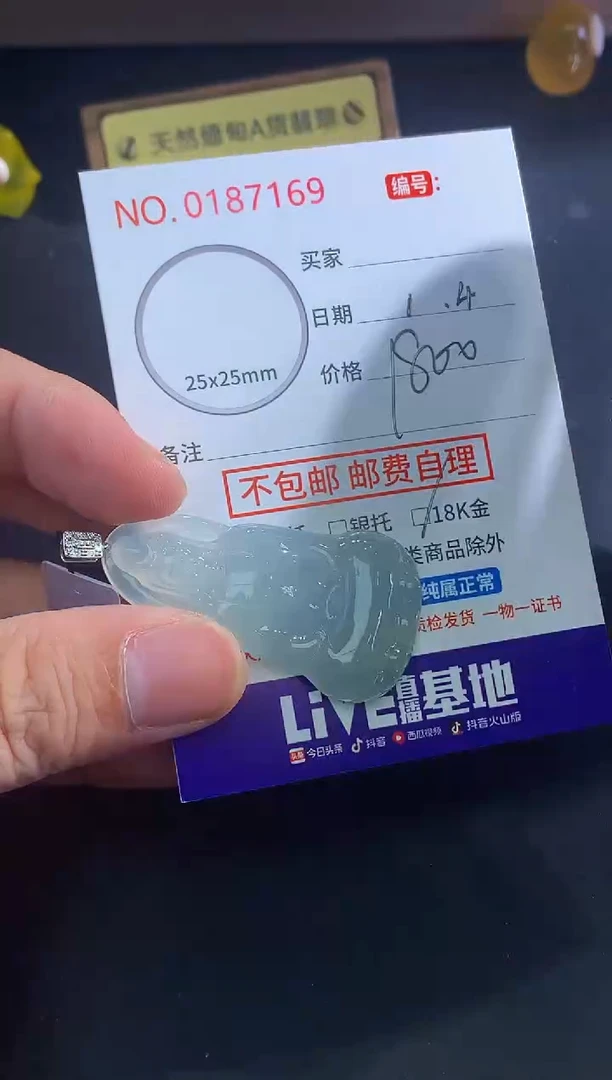 天然缅甸A货翡翠
NO.0187169 编号:
买家
日期 1.4
25x25mm 价格 1800
备注
不包邮 邮费自理
银托 18K金
类商品除外
纯属正常
质检发货 一物一证书
LiVE直播基地
头条 今日头条 抖音 西瓜视频 抖音火山版